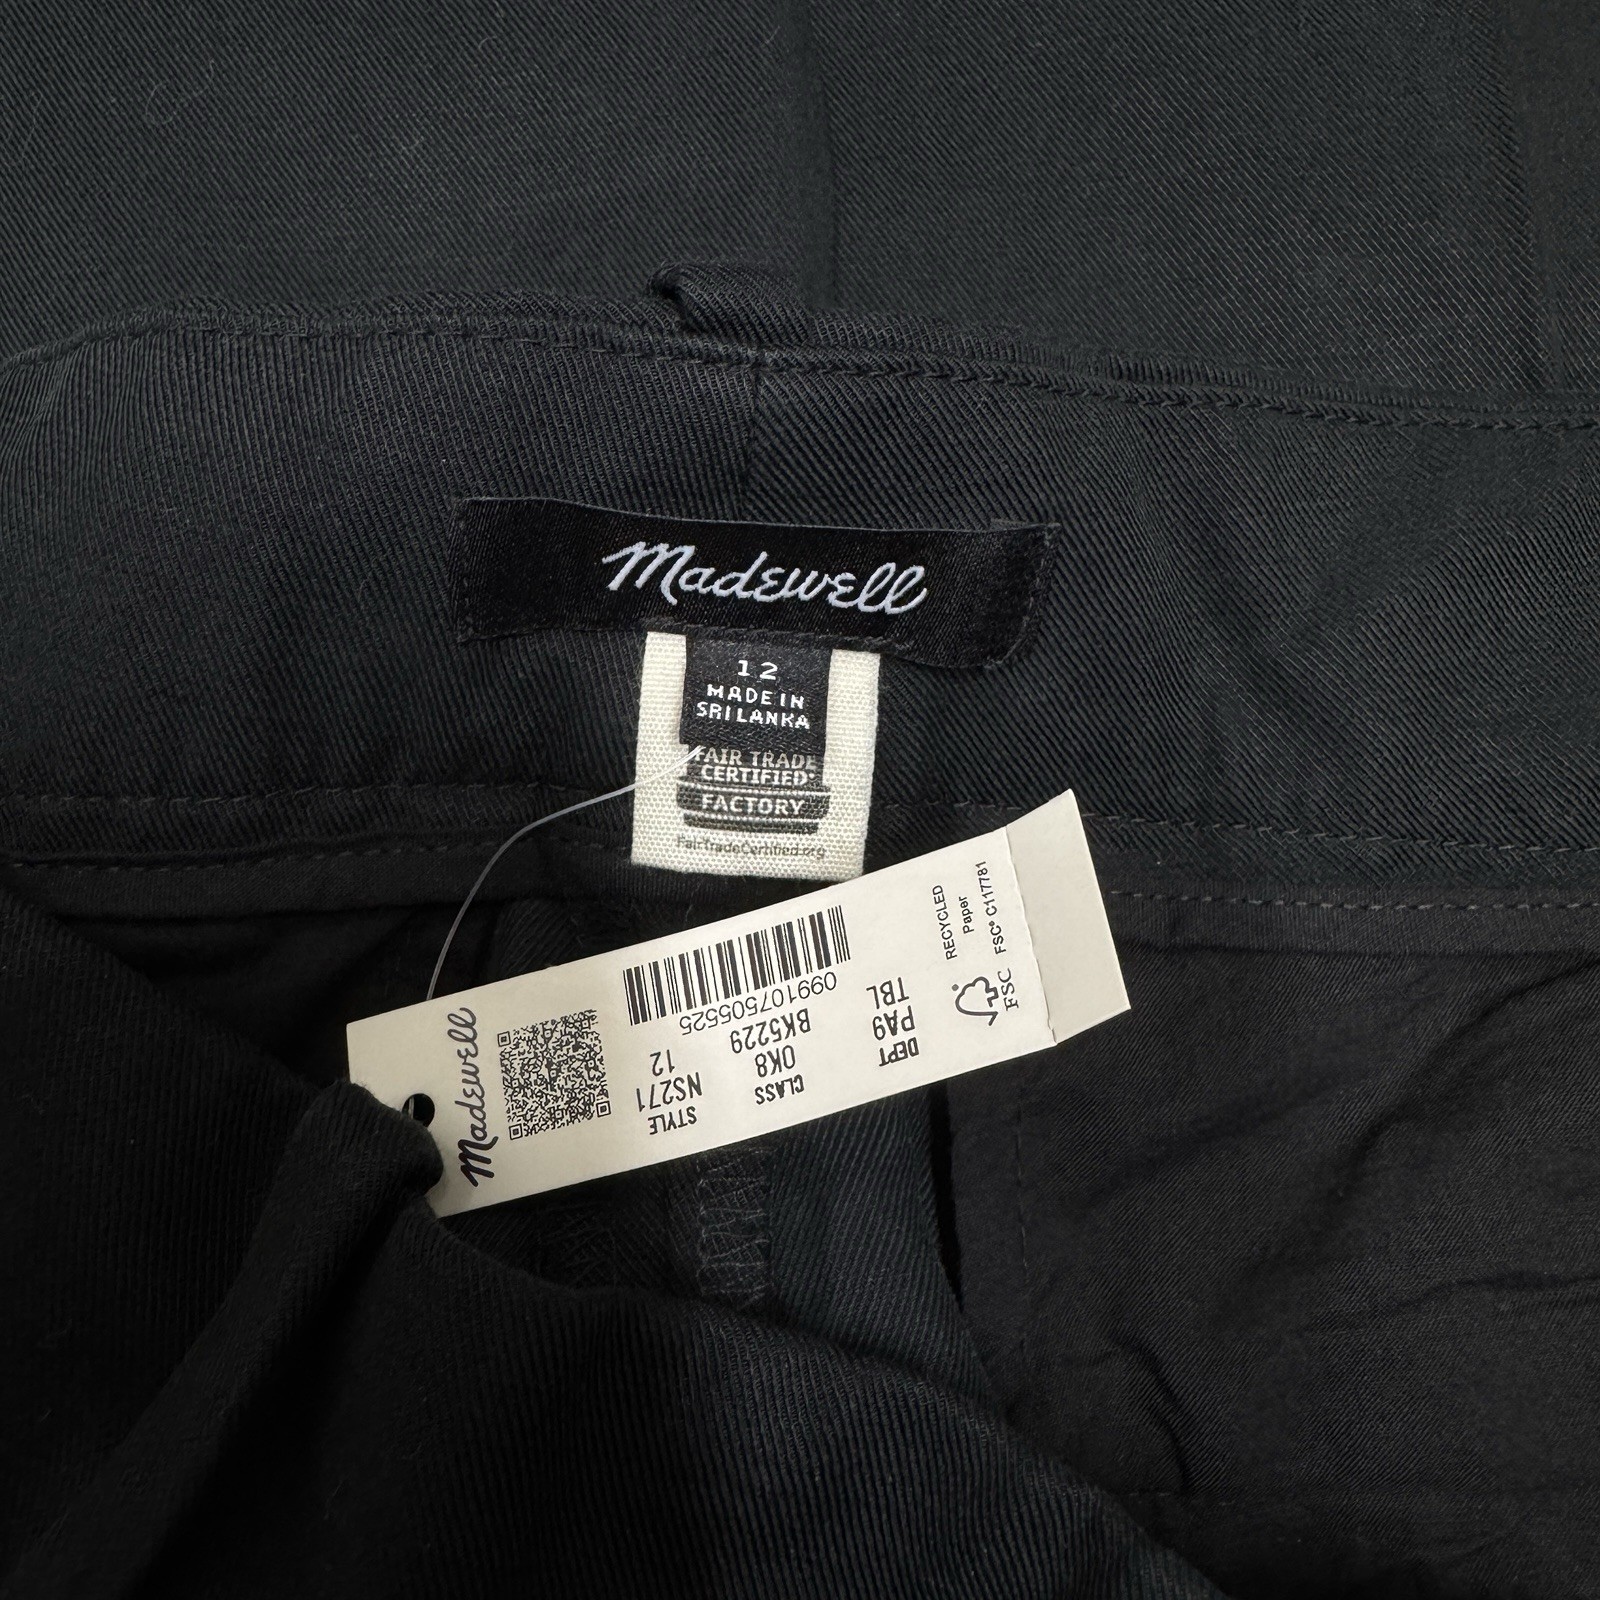 Madewell
12
MADE IN
SRI LANKA
FAIR TRADE
CERTIFIED
FACTORY
FairTradeCertified.org
Madewell
STYLE
NS271
12
CLASS
0K8
BK5229
DEPT
PA9
TBL
099107505525
RECYCLED
Paper
FSC® C117781
FSC